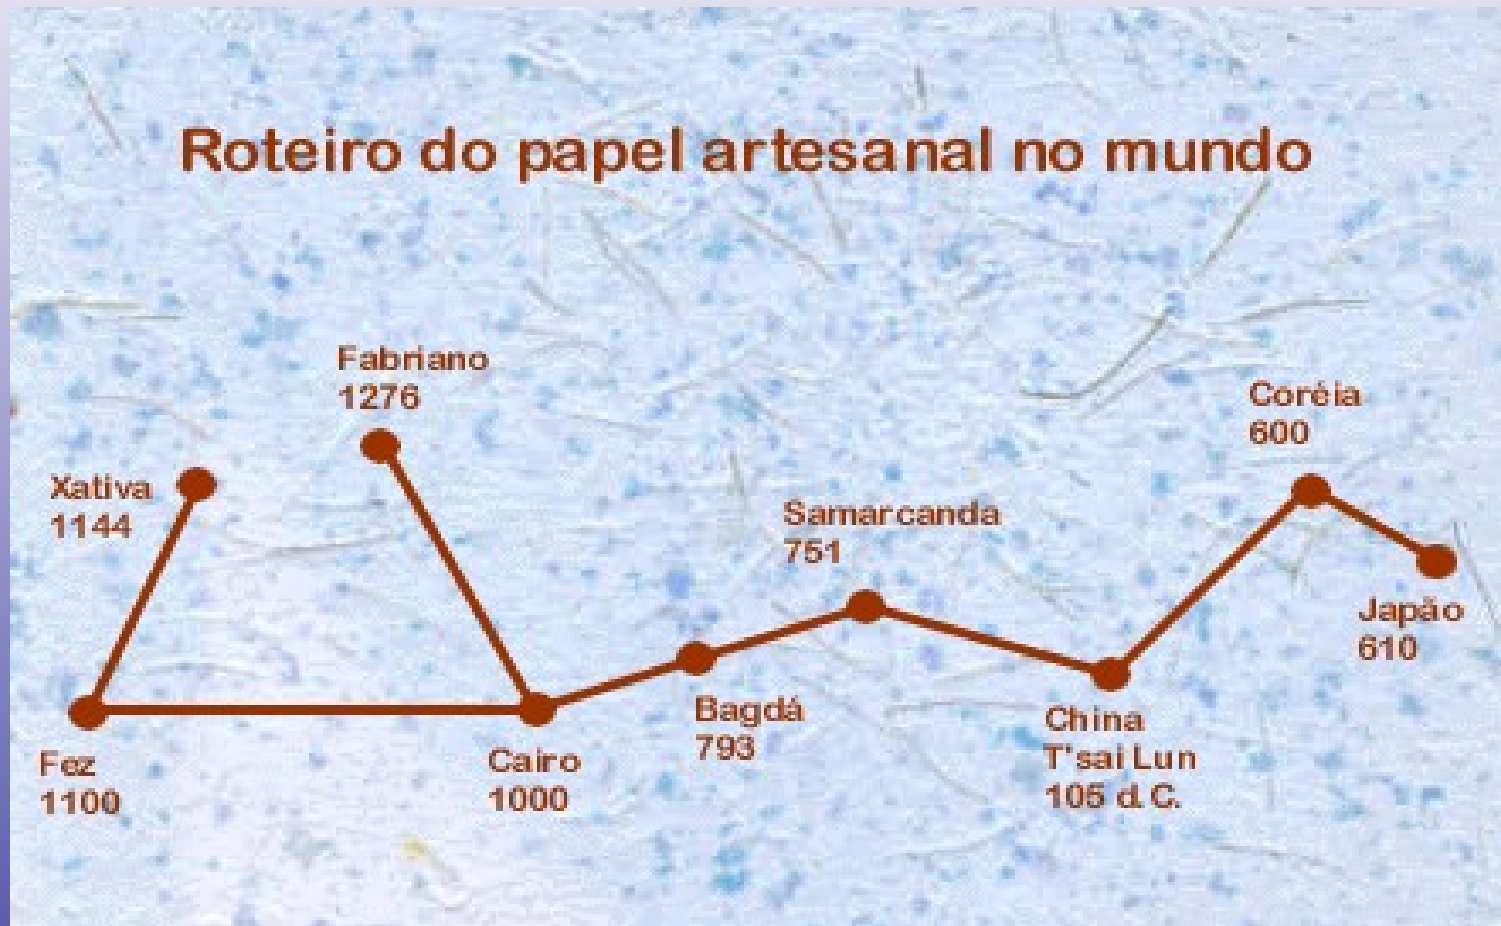 Roteiro do papel artesanal no mundo
Fabriano
1276
Coréia
600
Xativa
1144
Samarcanda
751
Japão
610
Bagdá
793
China
T'sai Lun
105 d.C.
Fez
1100
Cairo
1000